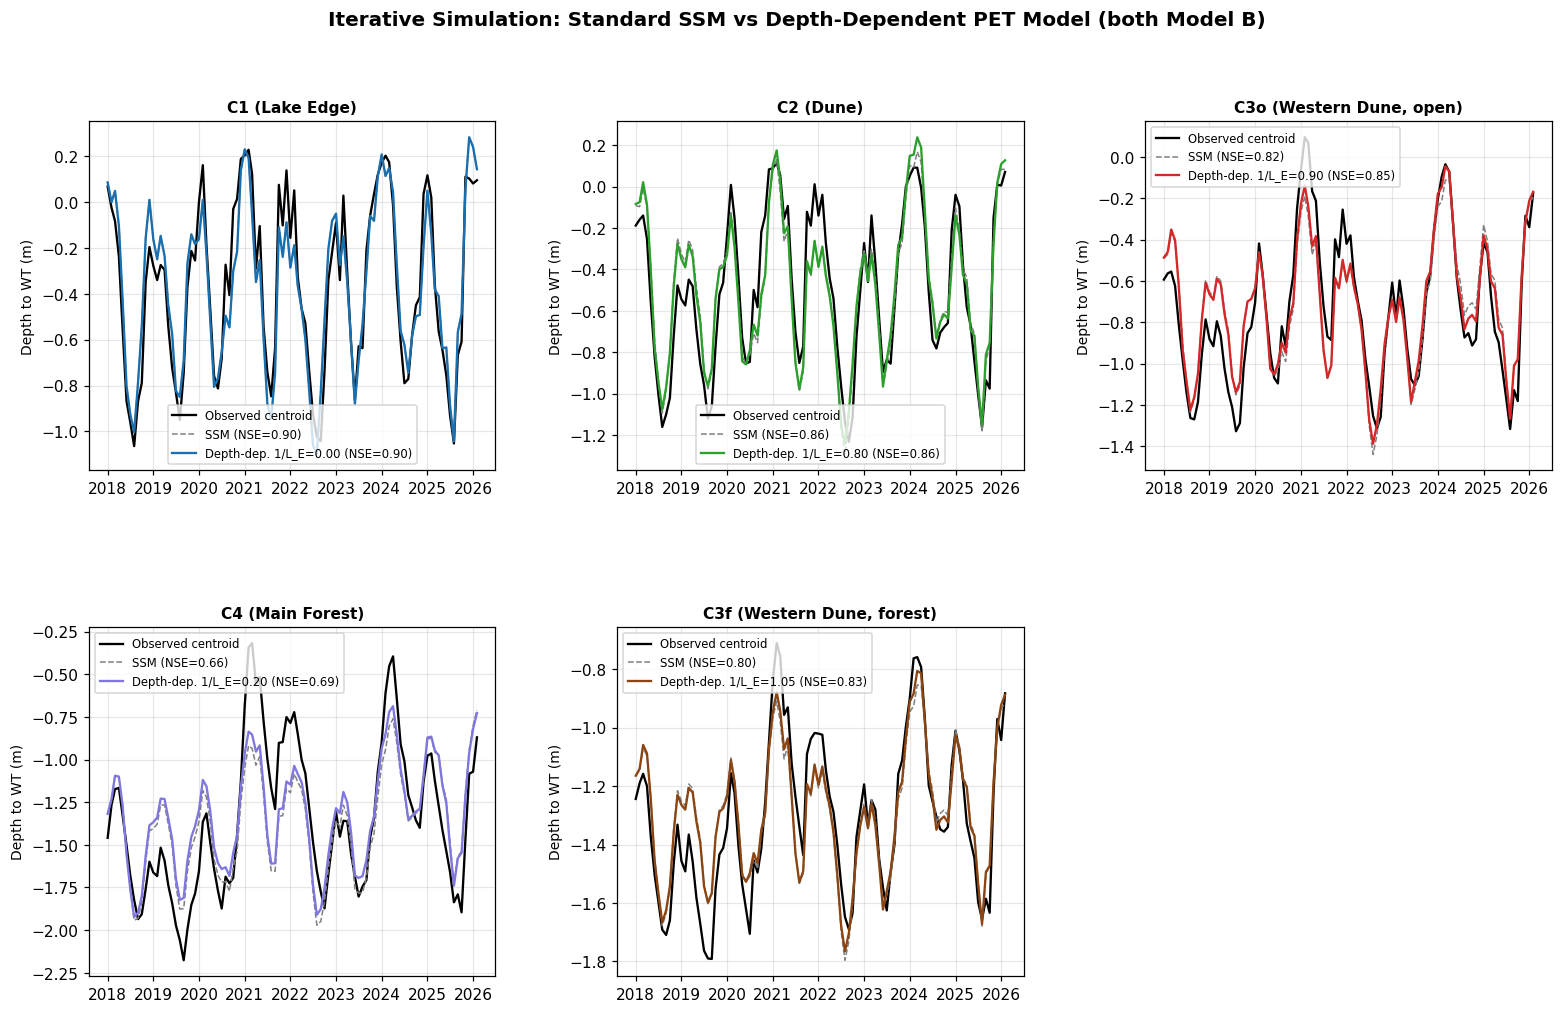 Iterative Simulation: Standard SSM vs Depth-Dependent PET Model (both Model B)
C1 (Lake Edge)
Depth to WT (m)
0.2
0.0
−0.2
−0.4
−0.6
−0.8
−1.0
Observed centroid
SSM (NSE=0.90)
Depth-dep. 1/L_E=0.00 (NSE=0.90)
2018 2019 2020 2021 2022 2023 2024 2025 2026
C2 (Dune)
Depth to WT (m)
0.2
0.0
−0.2
−0.4
−0.6
−0.8
−1.0
−1.2
Observed centroid
SSM (NSE=0.86)
Depth-dep. 1/L_E=0.80 (NSE=0.86)
2018 2019 2020 2021 2022 2023 2024 2025 2026
C3o (Western Dune, open)
Depth to WT (m)
0.0
−0.2
−0.4
−0.6
−0.8
−1.0
−1.2
−1.4
Observed centroid
SSM (NSE=0.82)
Depth-dep. 1/L_E=0.90 (NSE=0.85)
2018 2019 2020 2021 2022 2023 2024 2025 2026
C4 (Main Forest)
Depth to WT (m)
−0.25
−0.50
−0.75
−1.00
−1.25
−1.50
−1.75
−2.00
−2.25
Observed centroid
SSM (NSE=0.66)
Depth-dep. 1/L_E=0.20 (NSE=0.69)
2018 2019 2020 2021 2022 2023 2024 2025 2026
C3f (Western Dune, forest)
Depth to WT (m)
−0.8
−1.0
−1.2
−1.4
−1.6
−1.8
Observed centroid
SSM (NSE=0.80)
Depth-dep. 1/L_E=1.05 (NSE=0.83)
2018 2019 2020 2021 2022 2023 2024 2025 2026